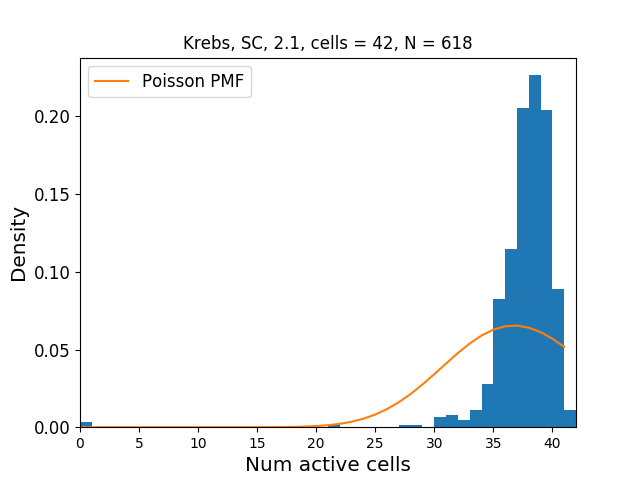 Krebs, SC, 2.1, cells = 42, N = 618
Poisson PMF
0.20
0.15
0.10
0.05
0.00
Density
0 5 10 15 20 25 30 35 40
Num active cells